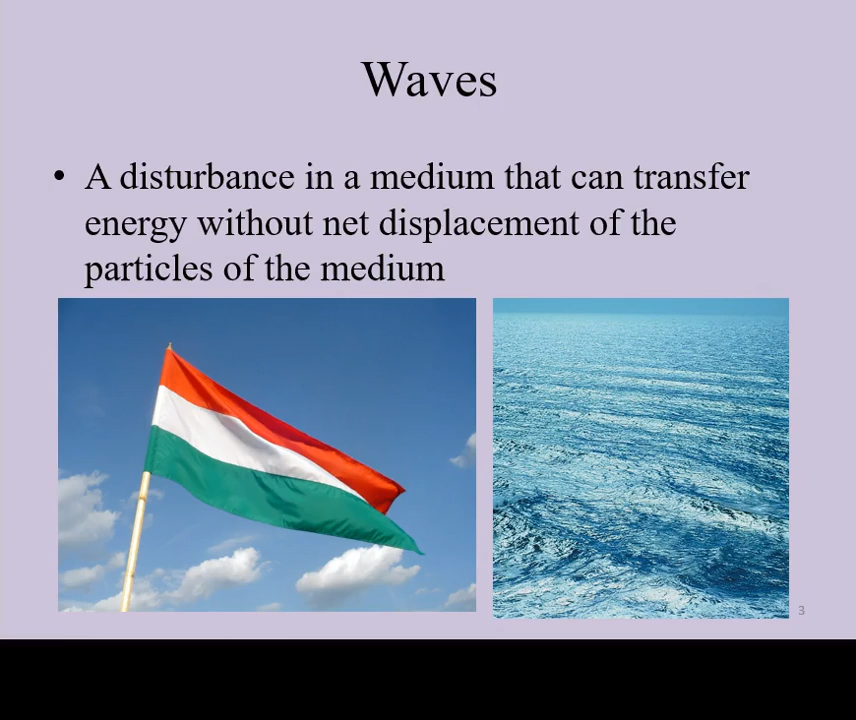 Waves
• A disturbance in a medium that can transfer
energy without net displacement of the
particles of the medium
3